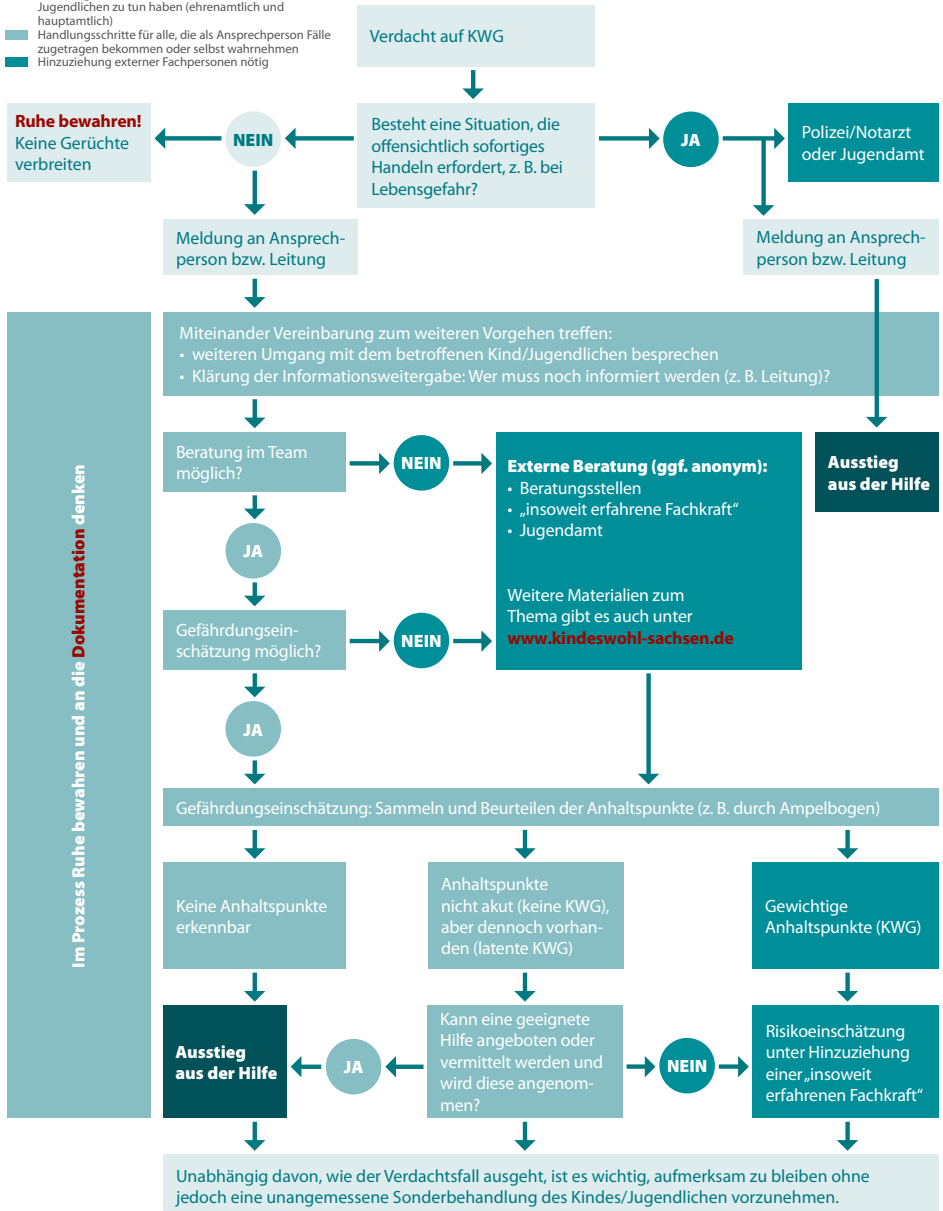 Jugendlichen zu tun haben (ehrenamtlich und
hauptamtlich)
Handlungsschritte für alle, die als Ansprechperson Fälle
zugetragen bekommen oder selbst wahrnehmen
Hinzuziehung externer Fachpersonen nötig
Verdacht auf KWG
Ruhe bewahren!
Keine Gerüchte
verbreiten
NEIN
Besteht eine Situation, die
offensichtlich sofortiges
Handeln erfordert, z. B. bei
Lebensgefahr?
JA
Polizei/Notarzt
oder Jugendamt
Meldung an Ansprech-
person bzw. Leitung
Meldung an Ansprech-
person bzw. Leitung
Im Prozess Ruhe bewahren und an die Dokumentation denken
Miteinander Vereinbarung zum weiteren Vorgehen treffen:
• weiteren Umgang mit dem betroffenen Kind/Jugendlichen besprechen
• Klärung der Informationsweitergabe: Wer muss noch informiert werden (z. B. Leitung)?
Beratung im Team
möglich?
NEIN
Externe Beratung (ggf. anonym):
• Beratungsstellen
• „insoweit erfahrene Fachkraft“
• Jugendamt
Weitere Materialien zum
Thema gibt es auch unter
www.kindeswohl-sachsen.de
Ausstieg
aus der Hilfe
JA
Gefährdungsein-
schätzung möglich?
NEIN
JA
Gefährdungseinschätzung: Sammeln und Beurteilen der Anhaltspunkte (z. B. durch Ampelbogen)
Keine Anhaltspunkte
erkennbar
Anhaltspunkte
nicht akut (keine KWG),
aber dennoch vorhan-
den (latente KWG)
Gewichtige
Anhaltspunkte (KWG)
Ausstieg
aus der Hilfe
JA
Kann eine geeignete
Hilfe angeboten oder
vermittelt werden und
wird diese angenom-
men?
NEIN
Risikoeinschätzung
unter Hinzuziehung
einer „insoweit
erfahrenen Fachkraft“
Unabhängig davon, wie der Verdachtsfall ausgeht, ist es wichtig, aufmerksam zu bleiben ohne
jedoch eine unangemessene Sonderbehandlung des Kindes/Jugendlichen vorzunehmen.